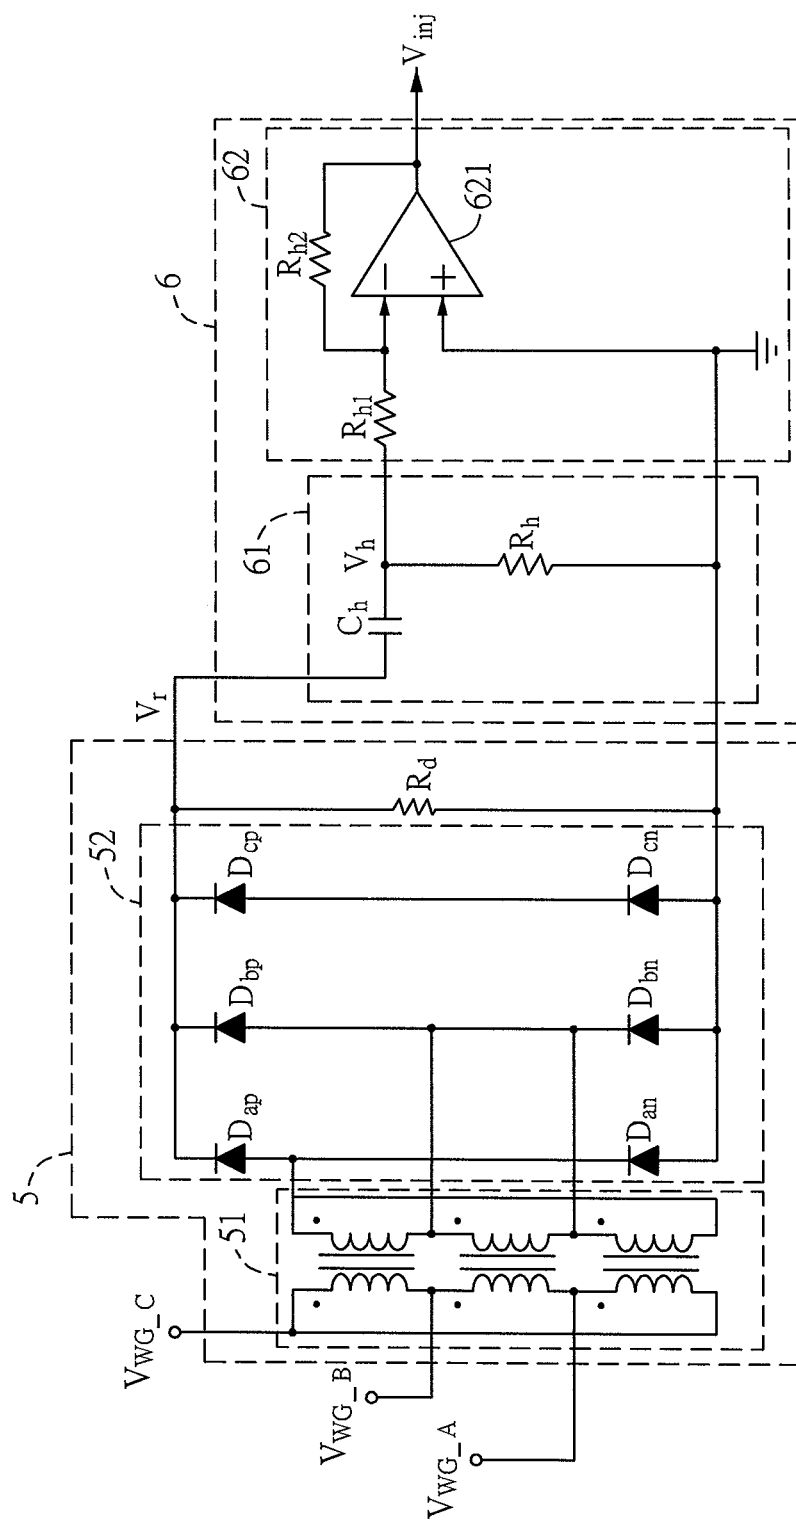 5
51
52
6
61
62
621
V_WG_C
V_WG_B
V_WG_A
D_ap
D_bp
D_cp
D_an
D_bn
D_cn
R_d
V_r
C_h
V_h
R_h
R_h1
R_h2
−
+
V_inj